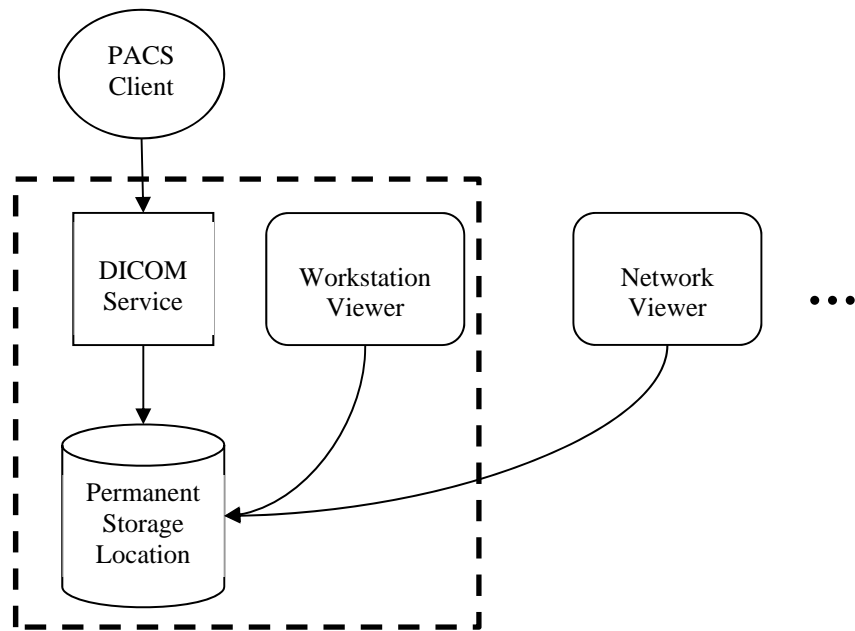 PACS
Client
DICOM
Service
Workstation
Viewer
Network
Viewer
...
Permanent
Storage
Location